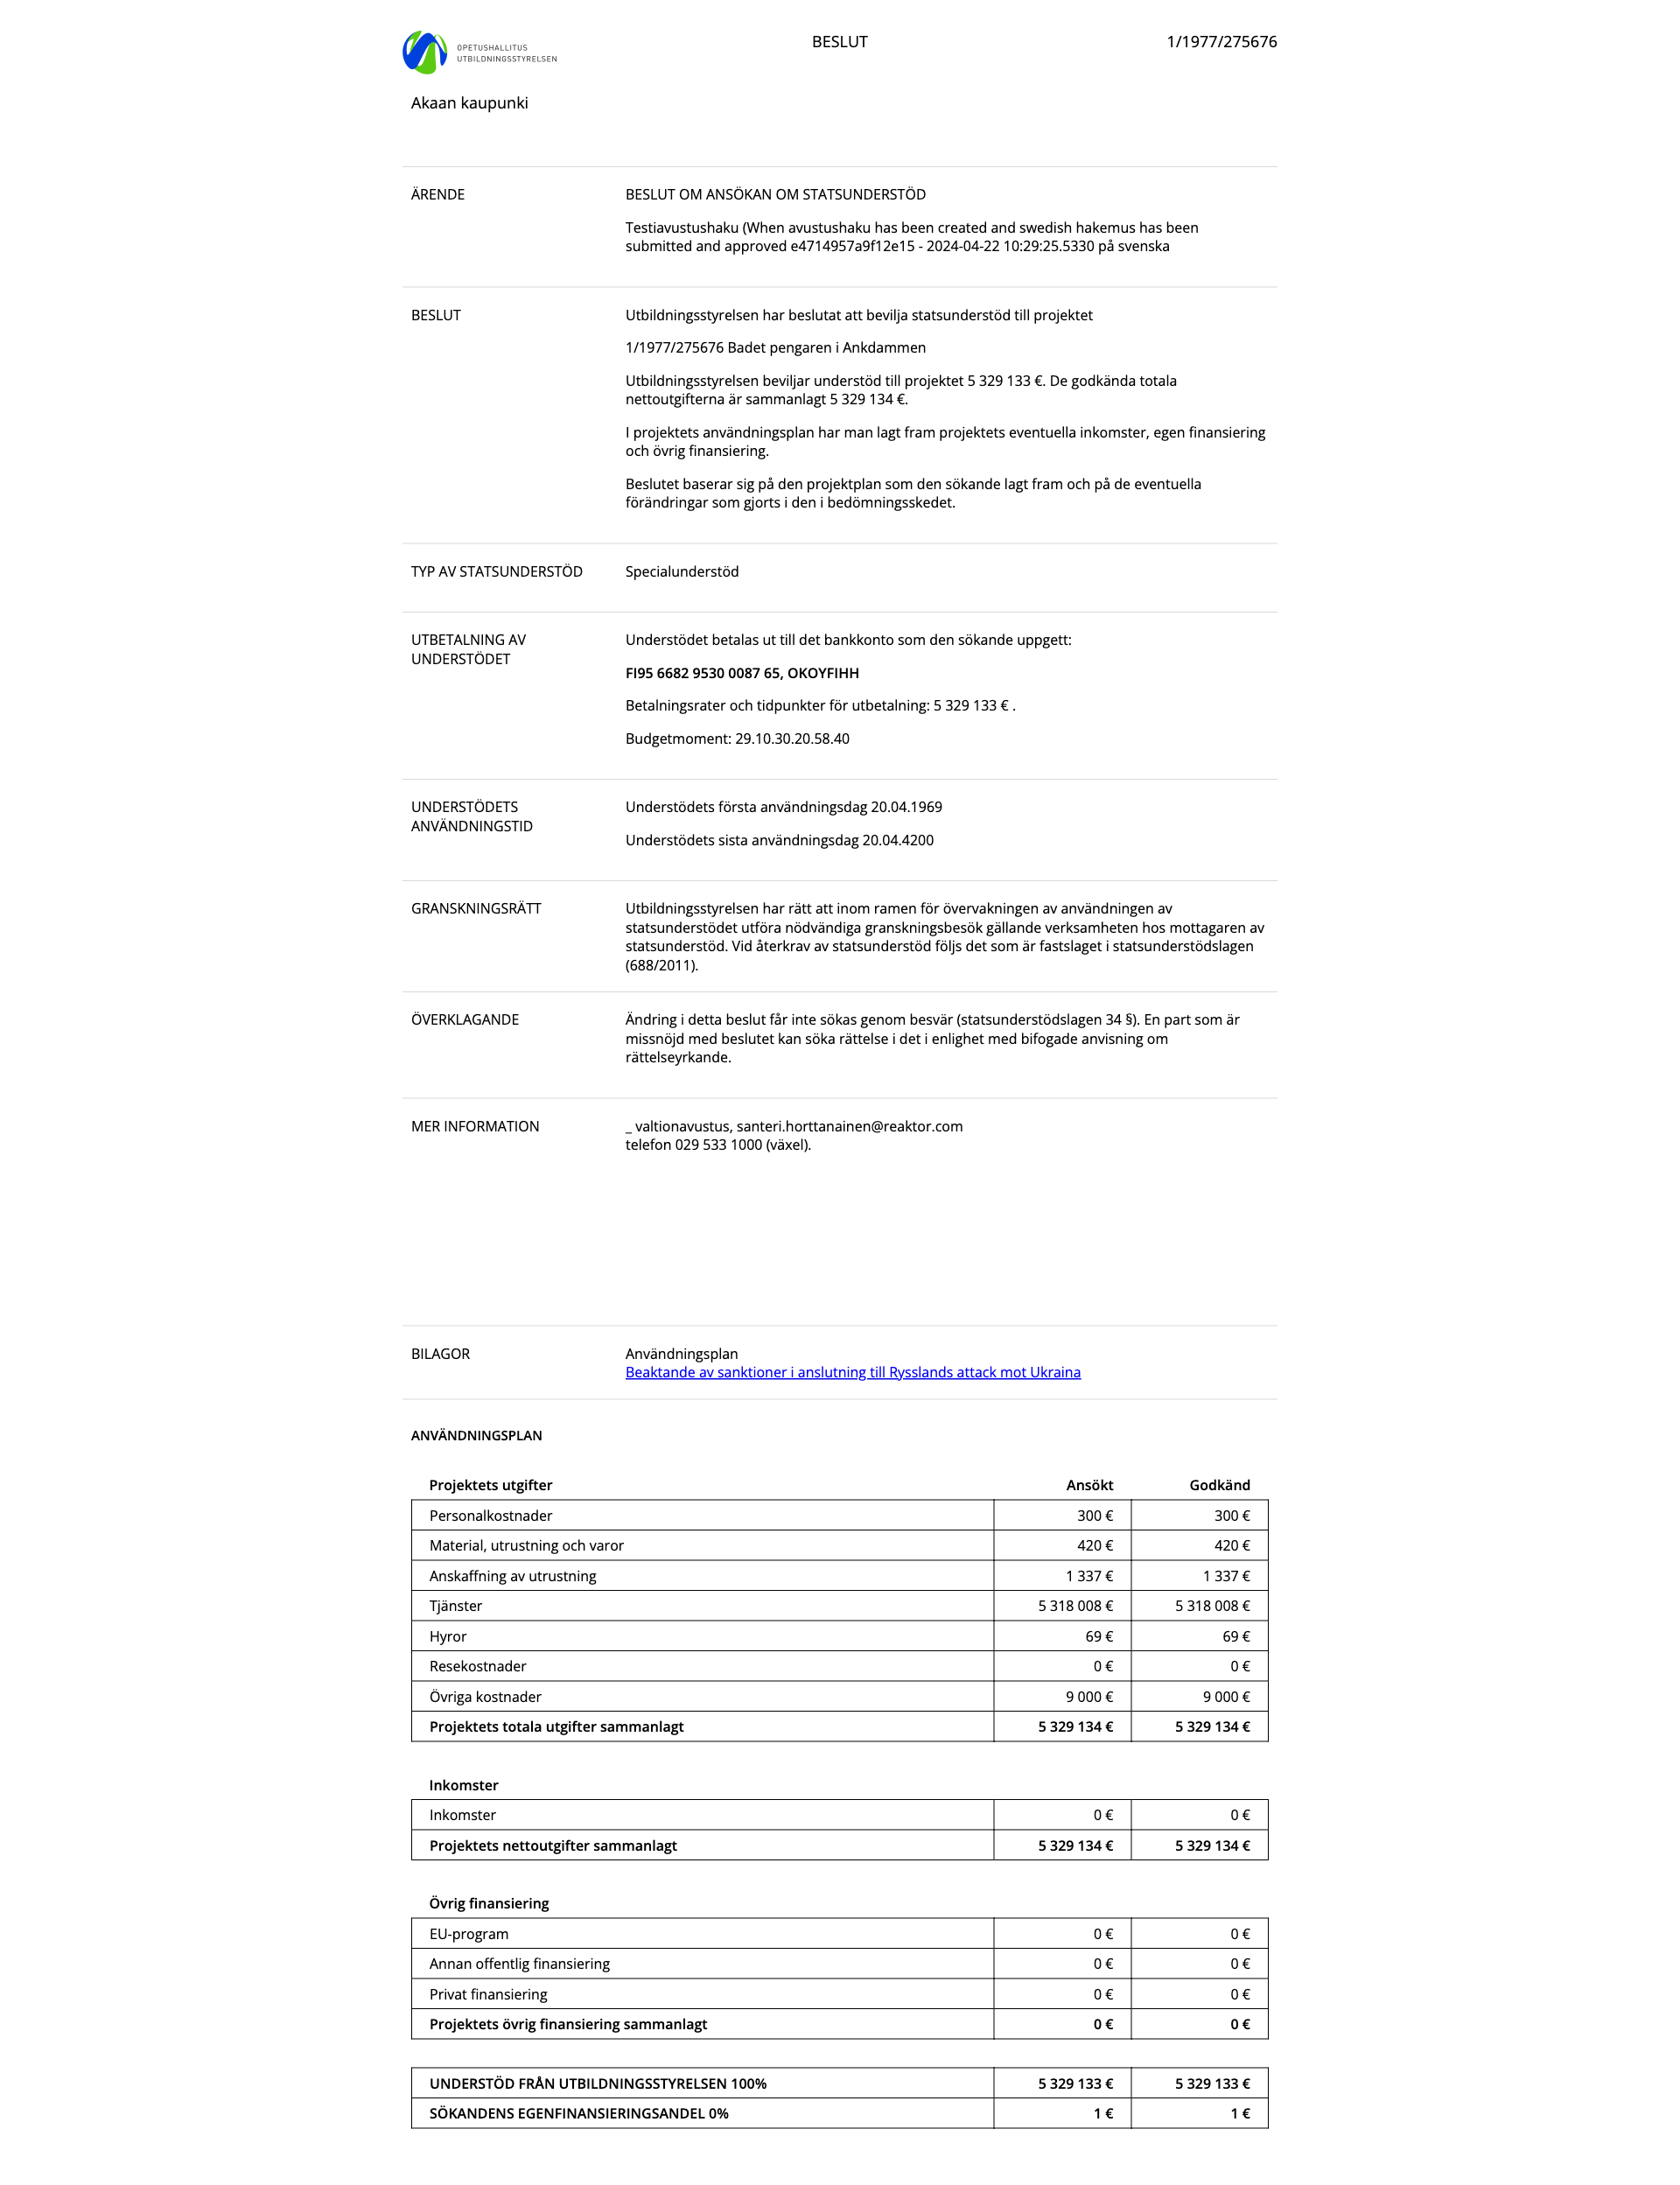 OPETUSHALLITUS
UTBILDNINGSSTYRELSEN
BESLUT
1/1977/275676
Akaan kaupunki
ÄRENDE
BESLUT OM ANSÖKAN OM STATSUNDERSTÖD
Testiavustushaku (When avustushaku has been created and swedish hakemus has been
submitted and approved e4714957a9f12e15 - 2024-04-22 10:29:25.5330 på svenska
BESLUT
Utbildningsstyrelsen har beslutat att bevilja statsunderstöd till projektet
1/1977/275676 Badet pengaren i Ankdammen
Utbildningsstyrelsen beviljar understöd till projektet 5 329 133 €. De godkända totala
nettoutgifterna är sammanlagt 5 329 134 €.
I projektets användningsplan har man lagt fram projektets eventuella inkomster, egen finansiering
och övrig finansiering.
Beslutet baserar sig på den projektplan som den sökande lagt fram och på de eventuella
förändringar som gjorts i den i bedömningsskedet.
TYP AV STATSUNDERSTÖD
Specialunderstöd
UTBETALNING AV
UNDERSTÖDET
Understödet betalas ut till det bankkonto som den sökande uppgett:
FI95 6682 9530 0087 65, OKOYFIHH
Betalningsrater och tidpunkter för utbetalning: 5 329 133 € .
Budgetmoment: 29.10.30.20.58.40
UNDERSTÖDETS
ANVÄNDNINGSTID
Understödets första användningsdag 20.04.1969
Understödets sista användningsdag 20.04.4200
GRANSKNINGSRÄTT
Utbildningsstyrelsen har rätt att inom ramen för övervakningen av användningen av
statsunderstödet utföra nödvändiga granskningsbesök gällande verksamheten hos mottagaren av
statsunderstöd. Vid återkrav av statsunderstöd följs det som är fastslaget i statsunderstödslagen
(688/2011).
ÖVERKLAGANDE
Ändring i detta beslut får inte sökas genom besvär (statsunderstödslagen 34 §). En part som är
missnöjd med beslutet kan söka rättelse i det i enlighet med bifogade anvisning om
rättelseyrkande.
MER INFORMATION
_ valtionavustus, santeri.horttanainen@reaktor.com
telefon 029 533 1000 (växel).
BILAGOR
Användningsplan
Beaktande av sanktioner i anslutning till Rysslands attack mot Ukraina
ANVÄNDNINGSPLAN
Projektets utgifter Ansökt Godkänd
Personalkostnader 300 € 300 €
Material, utrustning och varor 420 € 420 €
Anskaffning av utrustning 1 337 € 1 337 €
Tjänster 5 318 008 € 5 318 008 €
Hyror 69 € 69 €
Resekostnader 0 € 0 €
Övriga kostnader 9 000 € 9 000 €
Projektets totala utgifter sammanlagt 5 329 134 € 5 329 134 €
Inkomster
Inkomster 0 € 0 €
Projektets nettoutgifter sammanlagt 5 329 134 € 5 329 134 €
Övrig finansiering
EU-program 0 € 0 €
Annan offentlig finansiering 0 € 0 €
Privat finansiering 0 € 0 €
Projektets övrig finansiering sammanlagt 0 € 0 €
UNDERSTÖD FRÅN UTBILDNINGSSTYRELSEN 100% 5 329 133 € 5 329 133 €
SÖKANDENS EGENFINANSIERINGSANDEL 0% 1 € 1 €